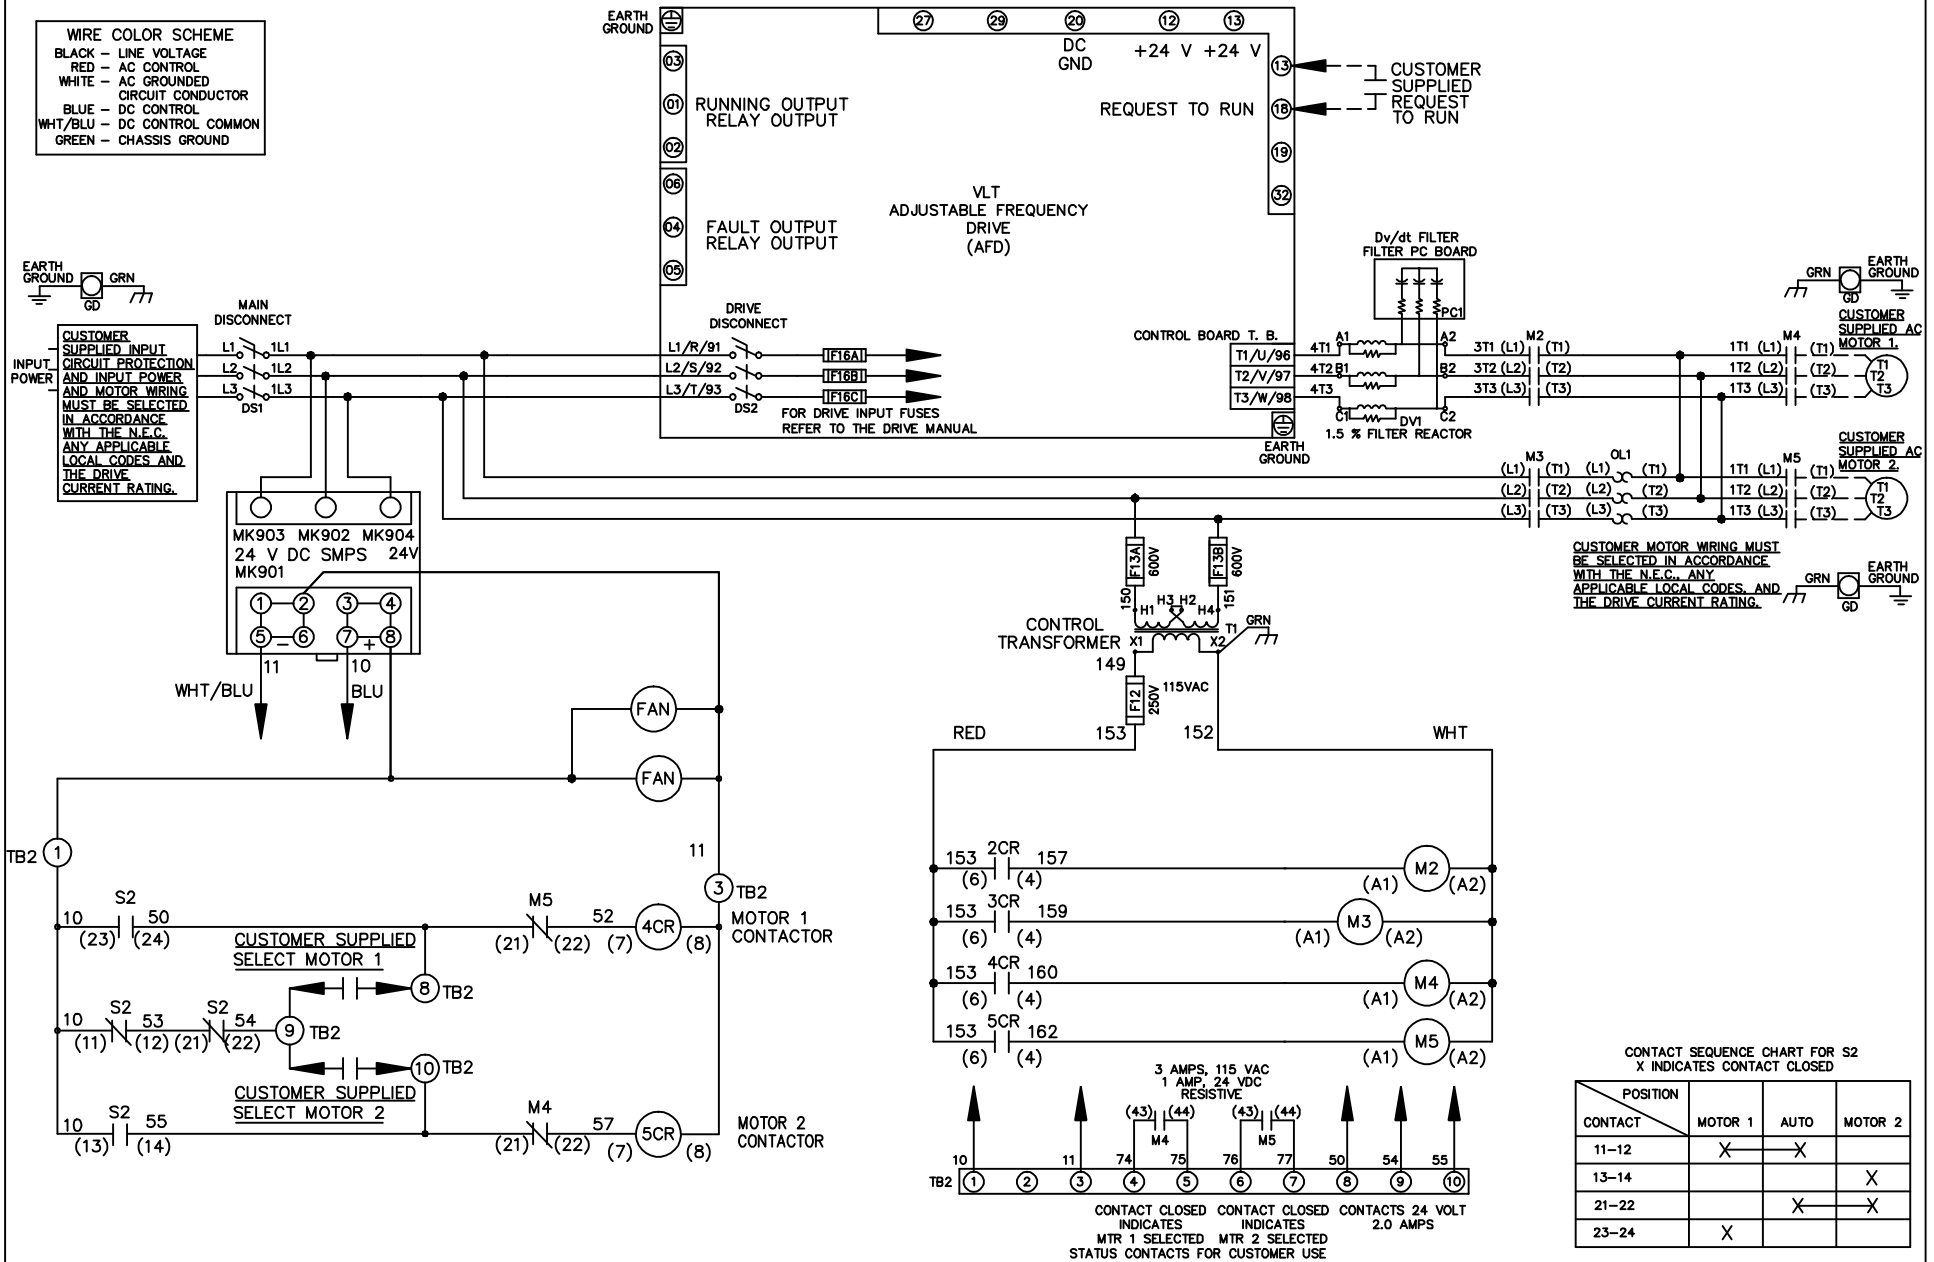 WIRE COLOR SCHEME
BLACK – LINE VOLTAGE
RED – AC CONTROL
WHITE – AC GROUNDED
CIRCUIT CONDUCTOR
BLUE – DC CONTROL
WHT/BLU – DC CONTROL COMMON
GREEN – CHASSIS GROUND
EARTH
GROUND
27 29 20 12 13
DC
GND
+24 V +24 V
03
01
02
RUNNING OUTPUT
RELAY OUTPUT
06
04
05
FAULT OUTPUT
RELAY OUTPUT
VLT
ADJUSTABLE FREQUENCY
DRIVE
(AFD)
REQUEST TO RUN
13
18
19
32
CUSTOMER
SUPPLIED
REQUEST
TO RUN
EARTH
GROUND
GRN
GD
INPUT
POWER
CUSTOMER
SUPPLIED INPUT
CIRCUIT PROTECTION
AND INPUT POWER
AND MOTOR WIRING
MUST BE SELECTED
IN ACCORDANCE
WITH THE N.E.C.
ANY APPLICABLE
LOCAL CODES AND
THE DRIVE
CURRENT RATING.
MAIN
DISCONNECT
L1 1L1
L2 1L2
L3 1L3
DS1
DRIVE
DISCONNECT
L1/R/91
L2/S/92
L3/T/93
DS2
F16A
F16B
F16C
FOR DRIVE INPUT FUSES
REFER TO THE DRIVE MANUAL
CONTROL BOARD T. B.
T1/U/96
T2/V/97
T3/W/98
EARTH
GROUND
Dv/dt FILTER
FILTER PC BOARD
PC1
4T1 A1 A2
4T2 B1 B2
4T3 C1 C2
DV1
1.5 % FILTER REACTOR
M2
3T1 (L1) (T1)
3T2 (L2) (T2)
3T3 (L3) (T3)
M4
1T1 (L1) (T1)
1T2 (L2) (T2)
1T3 (L3) (T3)
GRN
GD
EARTH
GROUND
CUSTOMER
SUPPLIED AC
MOTOR 1.
T1
T2
T3
M3
(L1) (T1)
(L2) (T2)
(L3) (T3)
OL1
(L1) (T1)
(L2) (T2)
(L3) (T3)
M5
1T1 (L1) (T1)
1T2 (L2) (T2)
1T3 (L3) (T3)
CUSTOMER
SUPPLIED AC
MOTOR 2.
T1
T2
T3
CUSTOMER MOTOR WIRING MUST
BE SELECTED IN ACCORDANCE
WITH THE N.E.C., ANY
APPLICABLE LOCAL CODES, AND
THE DRIVE CURRENT RATING.
GRN
GD
EARTH
GROUND
MK903 MK902 MK904
24 V DC SMPS 24V
MK901
1 2 3 4
5 – 6 7 + 8
11 10
WHT/BLU BLU
FAN
FAN
F13A
600V
F13B
600V
150
151
H1 H3 H2 H4
CONTROL
TRANSFORMER
X1 X2
T1
GRN
149
F12
250V
115VAC
153
152
RED
WHT
TB2 1
11
3 TB2
S2
10 50
(23) (24)
M5
52
(21) (22) (7) 4CR (8)
MOTOR 1
CONTACTOR
CUSTOMER SUPPLIED
SELECT MOTOR 1
8 TB2
S2 S2
10 53 54
(11) (12) (21) (22)
9 TB2
10 TB2
CUSTOMER SUPPLIED
SELECT MOTOR 2
S2
10 55
(13) (14)
M4
57
(21) (22) (7) 5CR (8)
MOTOR 2
CONTACTOR
153 2CR 157
(6) (4)
M2
(A1) (A2)
153 3CR 159
(6) (4)
M3
(A1) (A2)
153 4CR 160
(6) (4)
M4
(A1) (A2)
153 5CR 162
(6) (4)
M5
(A1) (A2)
3 AMPS, 115 VAC
1 AMP, 24 VDC
RESISTIVE
(43) (44) (43) (44)
M4 M5
10 11 74 75 76 77 50 54 55
TB2 1 2 3 4 5 6 7 8 9 10
CONTACT CLOSED
INDICATES
MTR 1 SELECTED
CONTACT CLOSED
INDICATES
MTR 2 SELECTED
STATUS CONTACTS FOR CUSTOMER USE
CONTACTS 24 VOLT
2.0 AMPS
CONTACT SEQUENCE CHART FOR S2
X INDICATES CONTACT CLOSED
POSITION
CONTACT MOTOR 1 AUTO MOTOR 2
11–12 X X
13–14 X
21–22 X X
23–24 X